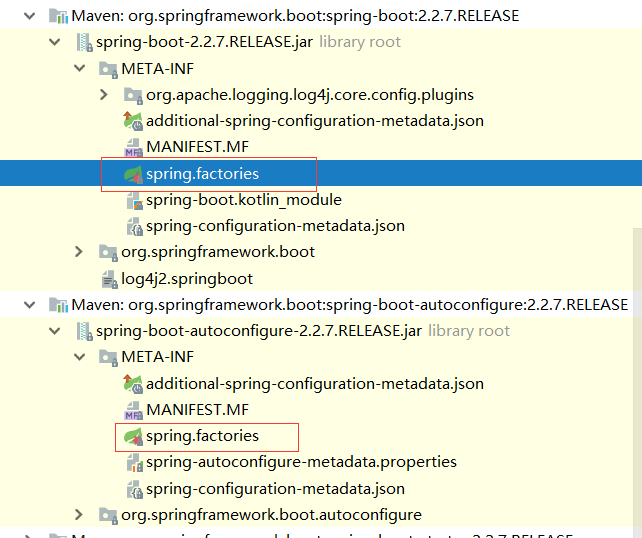 Maven: org.springframework.boot:spring-boot:2.2.7.RELEASE
spring-boot-2.2.7.RELEASE.jar library root
META-INF
org.apache.logging.log4j.core.config.plugins
additional-spring-configuration-metadata.json
MANIFEST.MF
spring.factories
spring-boot.kotlin_module
spring-configuration-metadata.json
org.springframework.boot
log4j2.springboot
Maven: org.springframework.boot:spring-boot-autoconfigure:2.2.7.RELEASE
spring-boot-autoconfigure-2.2.7.RELEASE.jar library root
META-INF
additional-spring-configuration-metadata.json
MANIFEST.MF
spring.factories
spring-autoconfigure-metadata.properties
spring-configuration-metadata.json
org.springframework.boot.autoconfigure